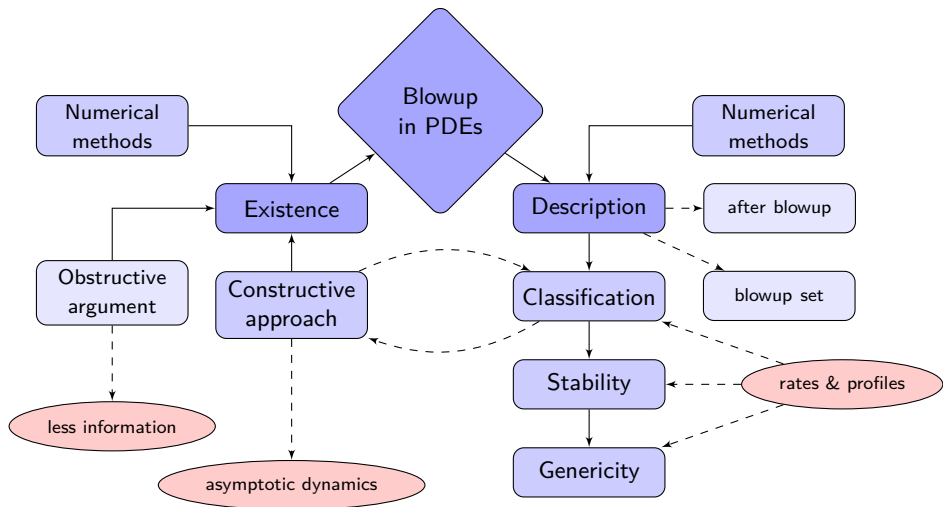 Blowup
in PDEs
Numerical
methods
Numerical
methods
Existence
Description
after blowup
Obstructive
argument
Constructive
approach
Classification
blowup set
Stability
rates & profiles
less information
Genericity
asymptotic dynamics